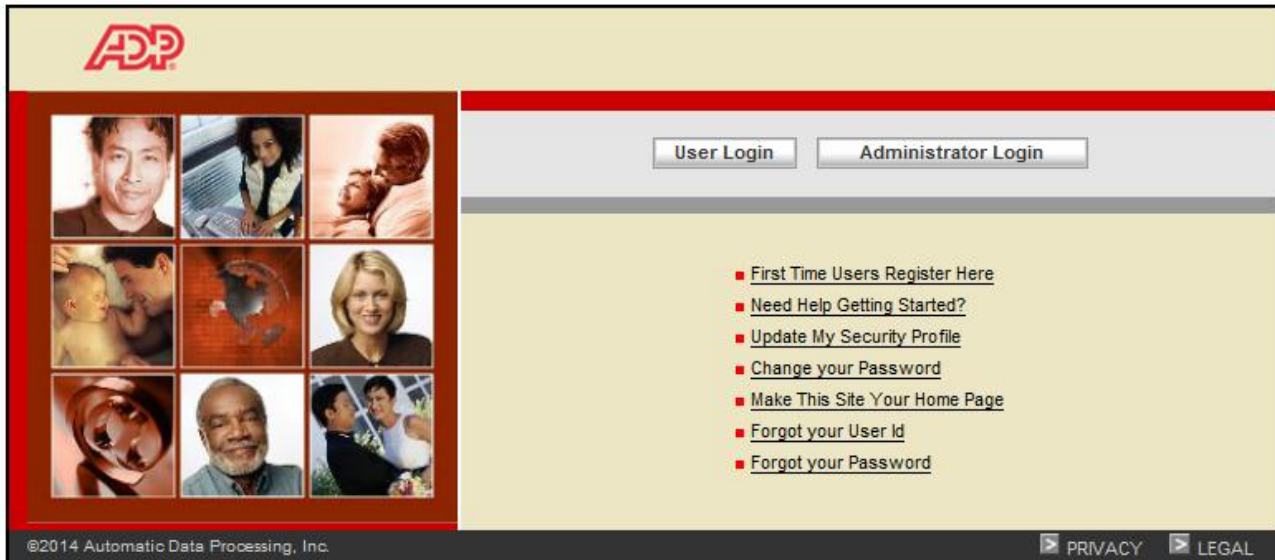 ADP
User Login
Administrator Login
First Time Users Register Here
Need Help Getting Started?
Update My Security Profile
Change your Password
Make This Site Your Home Page
Forgot your User Id
Forgot your Password
©2014 Automatic Data Processing, Inc.
PRIVACY
LEGAL